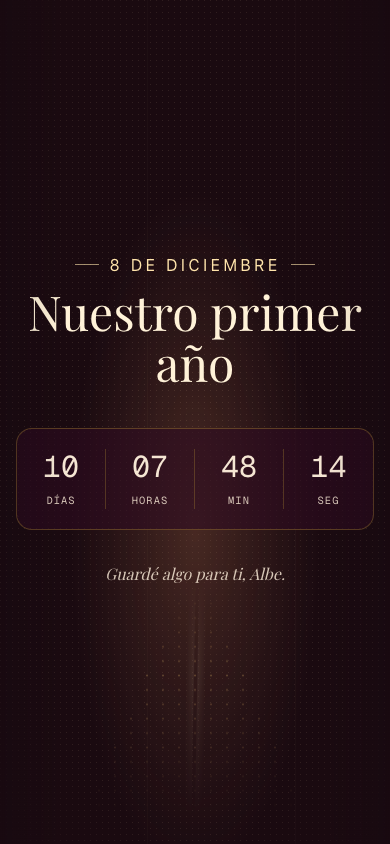 8 DE DICIEMBRE
Nuestro primer
año
10 07 48 14
DÍAS HORAS MIN SEG
Guardé algo para ti, Albe.